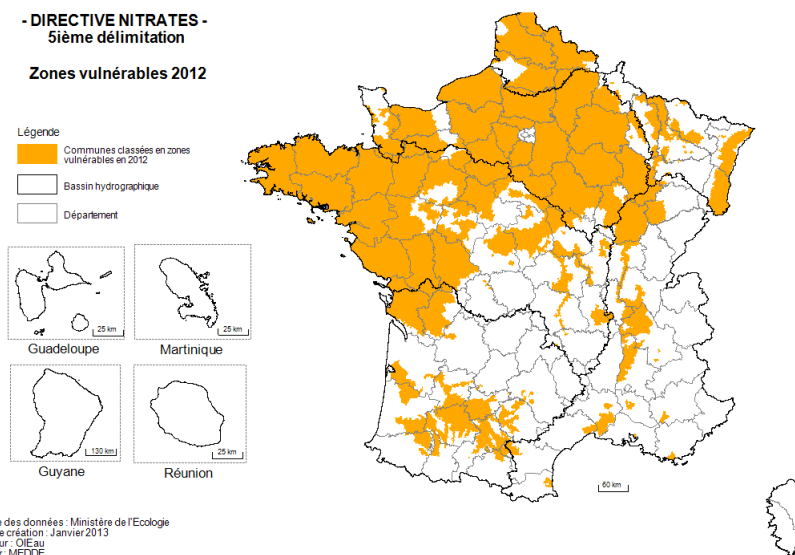 - DIRECTIVE NITRATES -
5ième délimitation
Zones vulnérables 2012
Légende
Communes classées en zones
vulnérables en 2012
Bassin hydrographique
Département
25 km
Guadeloupe
25 km
Martinique
130 km
Guyane
25 km
Réunion
60 km
des données : Ministère de l'Ecologie
création : Janvier 2013
: OIEau
: MEDDE